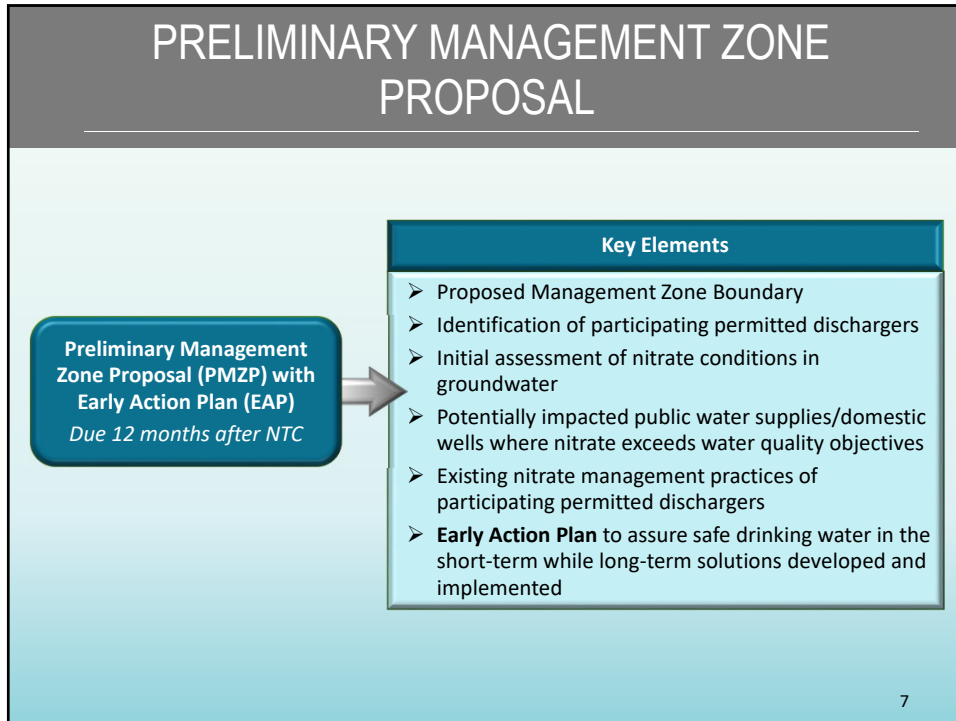 PRELIMINARY MANAGEMENT ZONE
PROPOSAL
Preliminary Management
Zone Proposal (PMZP) with
Early Action Plan (EAP)
Due 12 months after NTC
Key Elements
➢ Proposed Management Zone Boundary
➢ Identification of participating permitted dischargers
➢ Initial assessment of nitrate conditions in
groundwater
➢ Potentially impacted public water supplies/domestic
wells where nitrate exceeds water quality objectives
➢ Existing nitrate management practices of
participating permitted dischargers
➢ Early Action Plan to assure safe drinking water in the
short-term while long-term solutions developed and
implemented
7